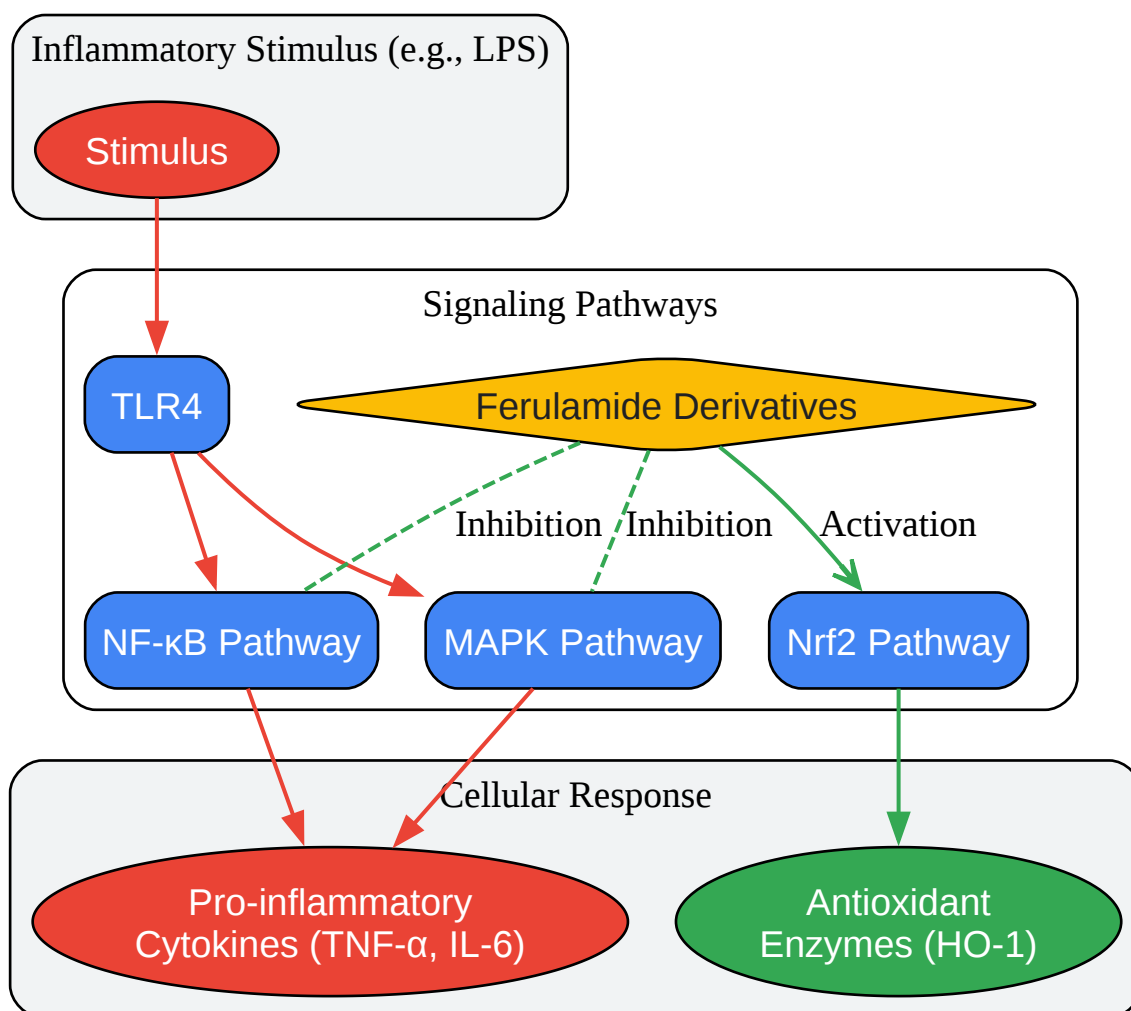 Inflammatory Stimulus (e.g., LPS)
Stimulus
Signaling Pathways
TLR4
Ferulamide Derivatives
Inhibition
Inhibition
Activation
NF-κB Pathway
MAPK Pathway
Nrf2 Pathway
Cellular Response
Pro-inflammatory
Cytokines (TNF-α, IL-6)
Antioxidant
Enzymes (HO-1)